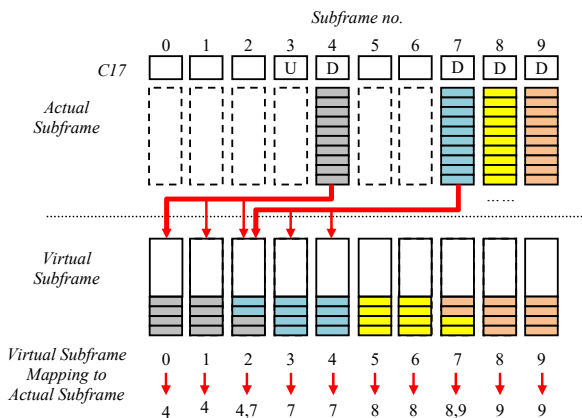 Subframe no.
0 1 2 3 4 5 6 7 8 9
C17 U D D D D
Actual
Subframe
... ...
Virtual
Subframe
Virtual Subframe
Mapping to
Actual Subframe
0 1 2 3 4 5 6 7 8 9
4 4 4,7 7 7 8 8 8,9 9 9